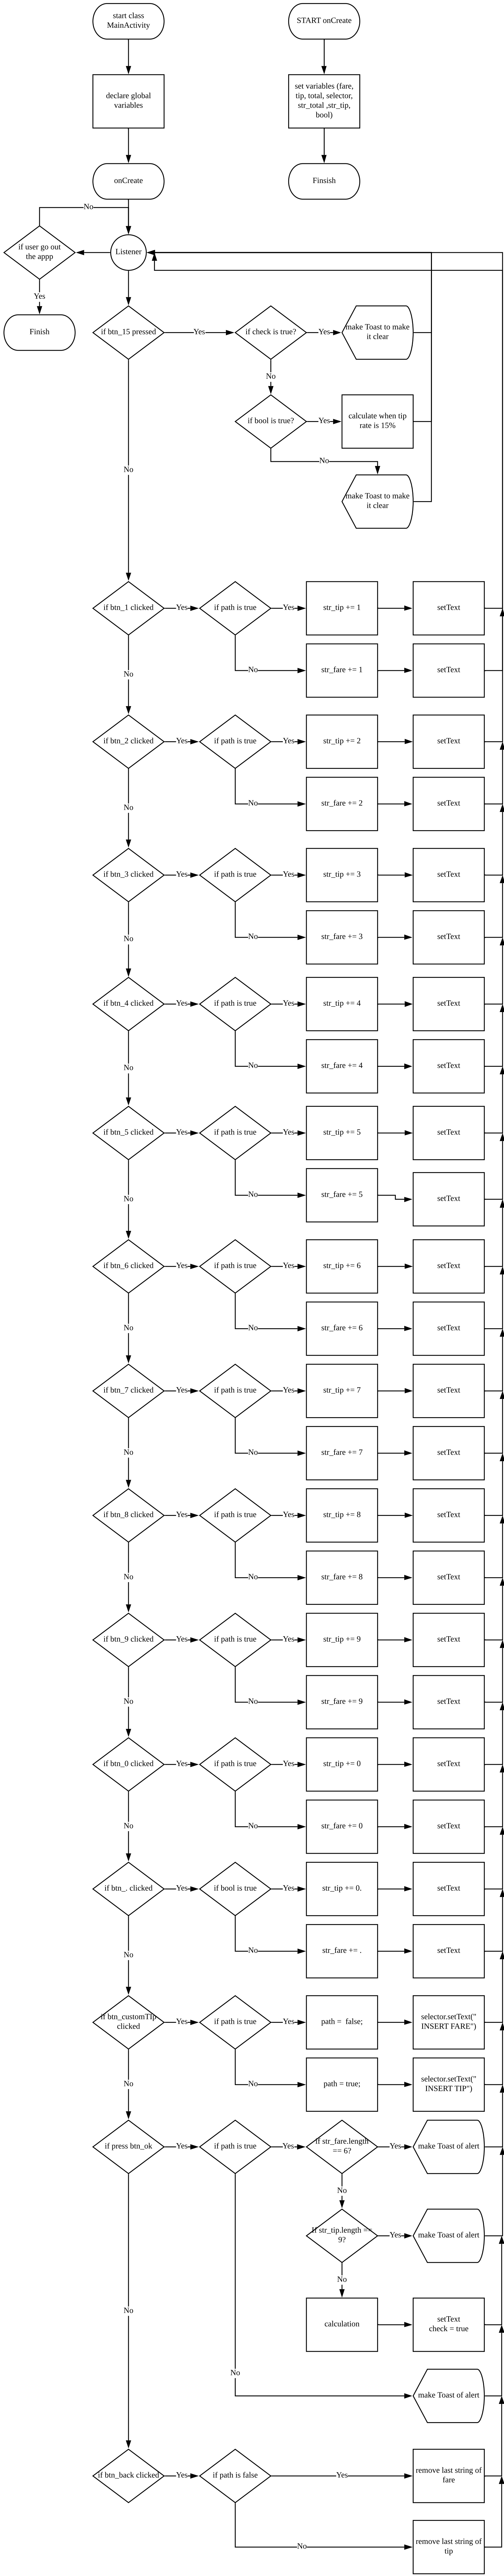 start class
MainActivity
START onCreate
declare global
variables
set variables (fare,
tip, total, selector,
str_total ,str_tip,
bool)
onCreate
Finsish
No
if user go out
the appp
Listener
Yes
Finish
if btn_15 pressed
Yes
if check is true?
Yes
make Toast to make
it clear
No
if bool is true?
Yes
calculate when tip
rate is 15%
No
make Toast to make
it clear
No
if btn_1 clicked
Yes
if path is true
Yes
str_tip += 1
setText
No
str_fare += 1
setText
No
if btn_2 clicked
Yes
if path is true
Yes
str_tip += 2
setText
No
str_fare += 2
setText
No
if btn_3 clicked
Yes
if path is true
Yes
str_tip += 3
setText
No
str_fare += 3
setText
No
if btn_4 clicked
Yes
if path is true
Yes
str_tip += 4
setText
No
str_fare += 4
setText
No
if btn_5 clicked
Yes
if path is true
Yes
str_tip += 5
setText
No
str_fare += 5
setText
No
if btn_6 clicked
Yes
if path is true
Yes
str_tip += 6
setText
No
str_fare += 6
setText
No
if btn_7 clicked
Yes
if path is true
Yes
str_tip += 7
setText
No
str_fare += 7
setText
No
if btn_8 clicked
Yes
if path is true
Yes
str_tip += 8
setText
No
str_fare += 8
setText
No
if btn_9 clicked
Yes
if path is true
Yes
str_tip += 9
setText
No
str_fare += 9
setText
No
if btn_0 clicked
Yes
if path is true
Yes
str_tip += 0
setText
No
str_fare += 0
setText
No
if btn_. clicked
Yes
if bool is true
Yes
str_tip += 0.
setText
No
str_fare += .
setText
No
if btn_customTIp
clicked
Yes
if path is true
Yes
path = false;
selector.setText("
INSERT FARE")
No
path = true;
selector.setText("
INSERT TIP")
No
if press btn_ok
Yes
if path is true
Yes
if str_fare.length
== 6?
Yes
make Toast of alert
No
If str_tip.length ==
9?
Yes
make Toast of alert
No
calculation
setText
check = true
No
No
make Toast of alert
if btn_back clicked
Yes
if path is false
Yes
remove last string of
fare
No
remove last string of
tip